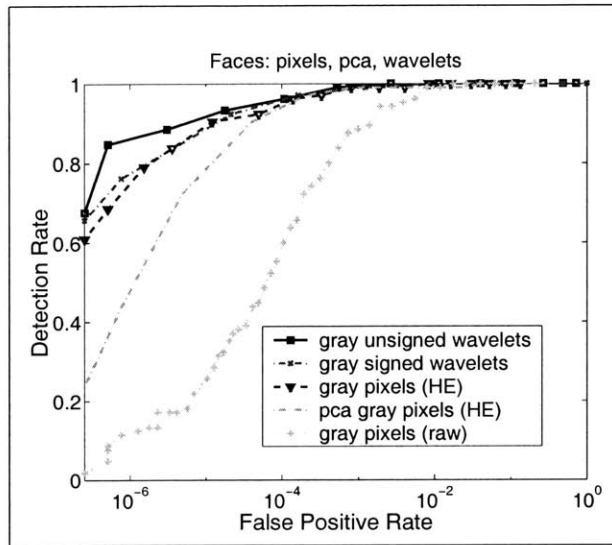 Faces: pixels, pca, wavelets
1
0.8
0.6
0.4
0.2
0
Detection Rate
gray unsigned wavelets
gray signed wavelets
gray pixels (HE)
pca gray pixels (HE)
gray pixels (raw)
10^-6 10^-4 10^-2 10^0
False Positive Rate